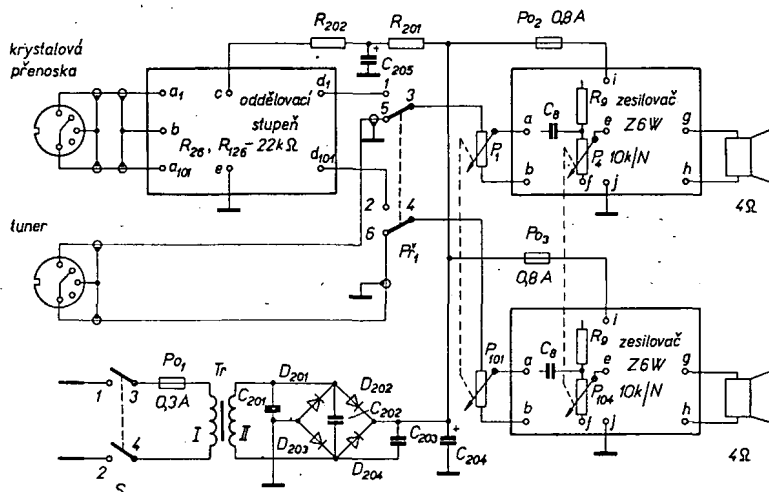 R202
R201
Po2 0,8A
krystalová
přenoska
C205
a1
c
d1
1
3
oddělovací
stupeň
5
b
R26, R126 - 22kΩ
a101
e
d101
P1
a
b
C8
R9
zesilovač
Z6W
i
e
g
P4 10k/N
f
j
h
4Ω
2
4
6
Př1
tuner
Po3
0,8A
P101
a
b
C8
R9
zesilovač
Z6W
i
e
g
P104 10k/N
f
j
h
4Ω
1
3
Po1
0,3A
Tr
I
II
C201
D201
D202
C202
D203
D204
C203
C204
2
4
S